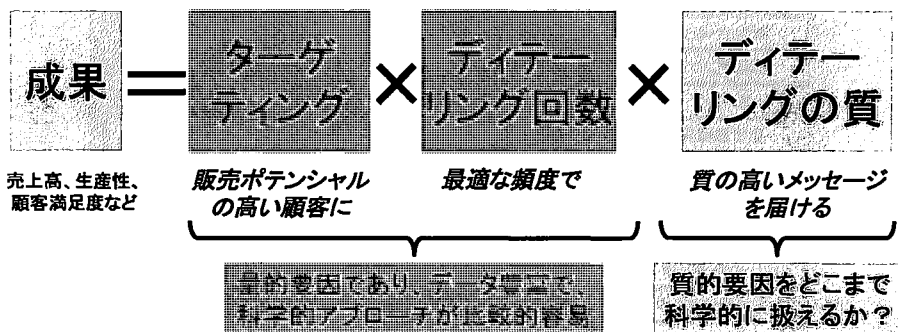 成果
=
ターゲ
ティング
×
ディテー
リング回数
×
ディテー
リングの質
売上高、生産性、
顧客満足度など
販売ポテンシャル
の高い顧客に
最適な頻度で
質の高いメッセージ
を届ける
量的要因であり、データ豊富で、
科学的アプローチが比較的容易
質的要因をどこまで
科学的に扱えるか？